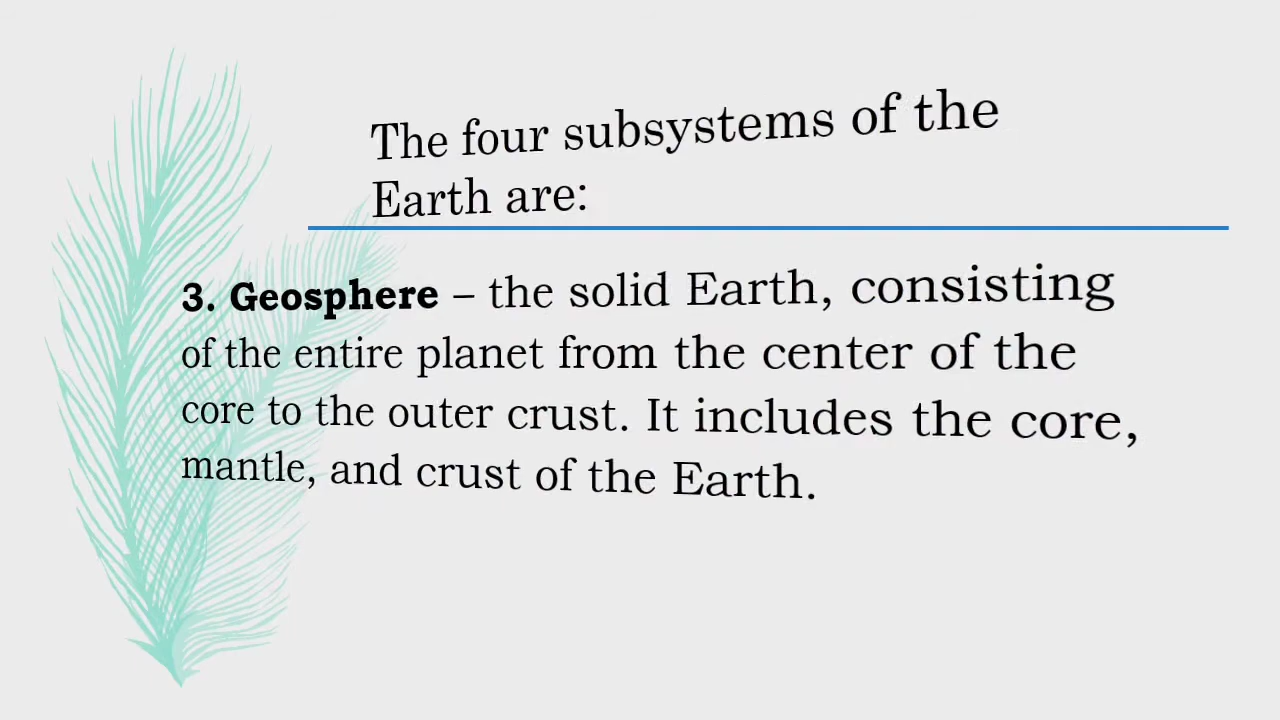 The four subsystems of the
Earth are:
3. Geosphere – the solid Earth, consisting
of the entire planet from the center of the
core to the outer crust. It includes the core,
mantle, and crust of the Earth.